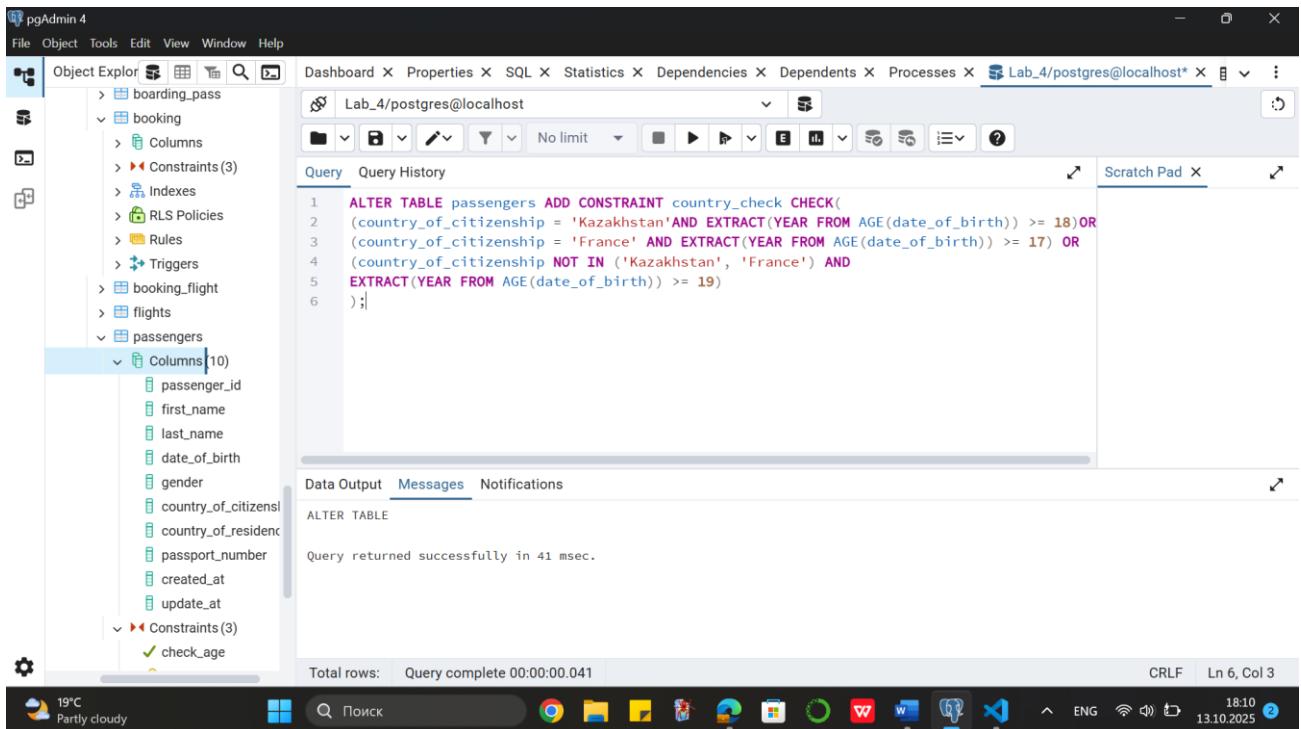 pgAdmin 4
File Object Tools Edit View Window Help
Object Explor
Dashboard X Properties X SQL X Statistics X Dependencies X Dependents X Processes X Lab_4/postgres@localhost* X
boarding_pass
booking
Columns
Constraints (3)
Indexes
RLS Policies
Rules
Triggers
booking_flight
flights
passengers
Columns (10)
passenger_id
first_name
last_name
date_of_birth
gender
country_of_citizensl
country_of_residenc
passport_number
created_at
update_at
Constraints (3)
check_age
Lab_4/postgres@localhost
No limit
E
Query Query History
Scratch Pad X
1 ALTER TABLE passengers ADD CONSTRAINT country_check CHECK(
2 (country_of_citizenship = 'Kazakhstan'AND EXTRACT(YEAR FROM AGE(date_of_birth)) >= 18)OR
3 (country_of_citizenship = 'France' AND EXTRACT(YEAR FROM AGE(date_of_birth)) >= 17) OR
4 (country_of_citizenship NOT IN ('Kazakhstan', 'France') AND
5 EXTRACT(YEAR FROM AGE(date_of_birth)) >= 19)
6 );
Data Output Messages Notifications
ALTER TABLE
Query returned successfully in 41 msec.
Total rows: Query complete 00:00:00.041
CRLF Ln 6, Col 3
19°C
Partly cloudy
Поиск
ENG
18:10
13.10.2025
2